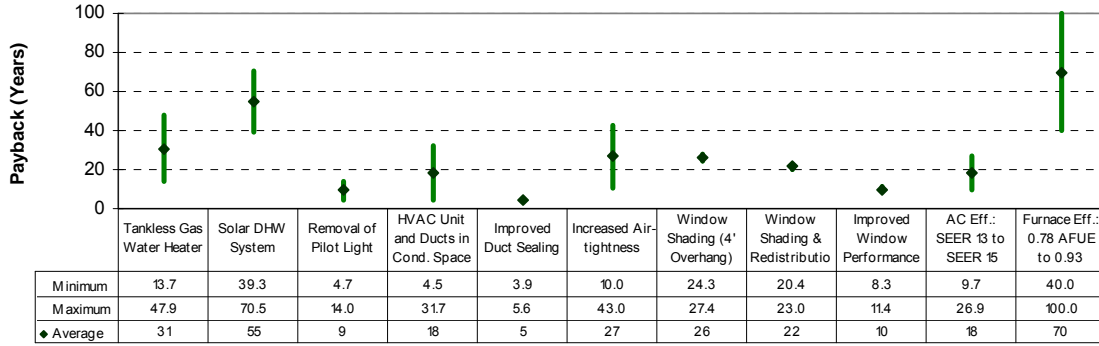 Payback (Years)
100
80
60
40
20
0
Tankless Gas Water Heater
Solar DHW System
Removal of Pilot Light
HVAC Unit and Ducts in Cond. Space
Improved Duct Sealing
Increased Air-tightness
Window Shading (4' Overhang)
Window Shading & Redistributio
Improved Window Performance
AC Eff.: SEER 13 to SEER 15
Furnace Eff.: 0.78 AFUE to 0.93
Minimum 13.7 39.3 4.7 4.5 3.9 10.0 24.3 20.4 8.3 9.7 40.0
Maximum 47.9 70.5 14.0 31.7 5.6 43.0 27.4 23.0 11.4 26.9 100.0
Average 31 55 9 18 5 27 26 22 10 18 70